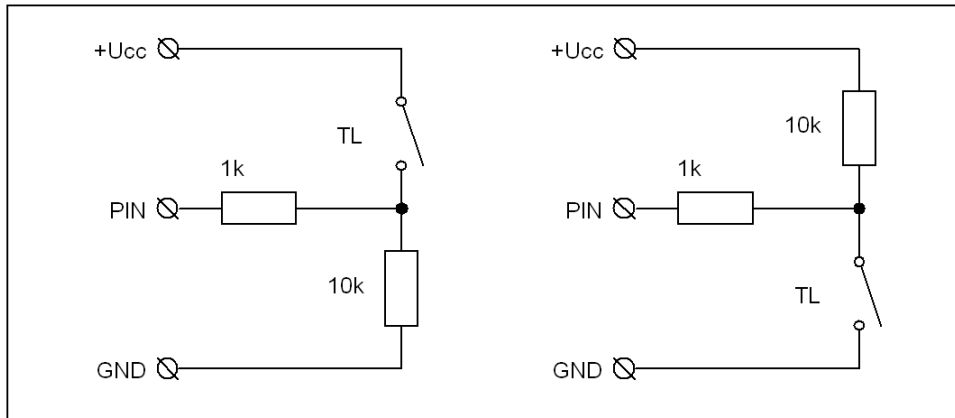 +Ucc
TL
1k
PIN
10k
GND
+Ucc
10k
1k
PIN
TL
GND